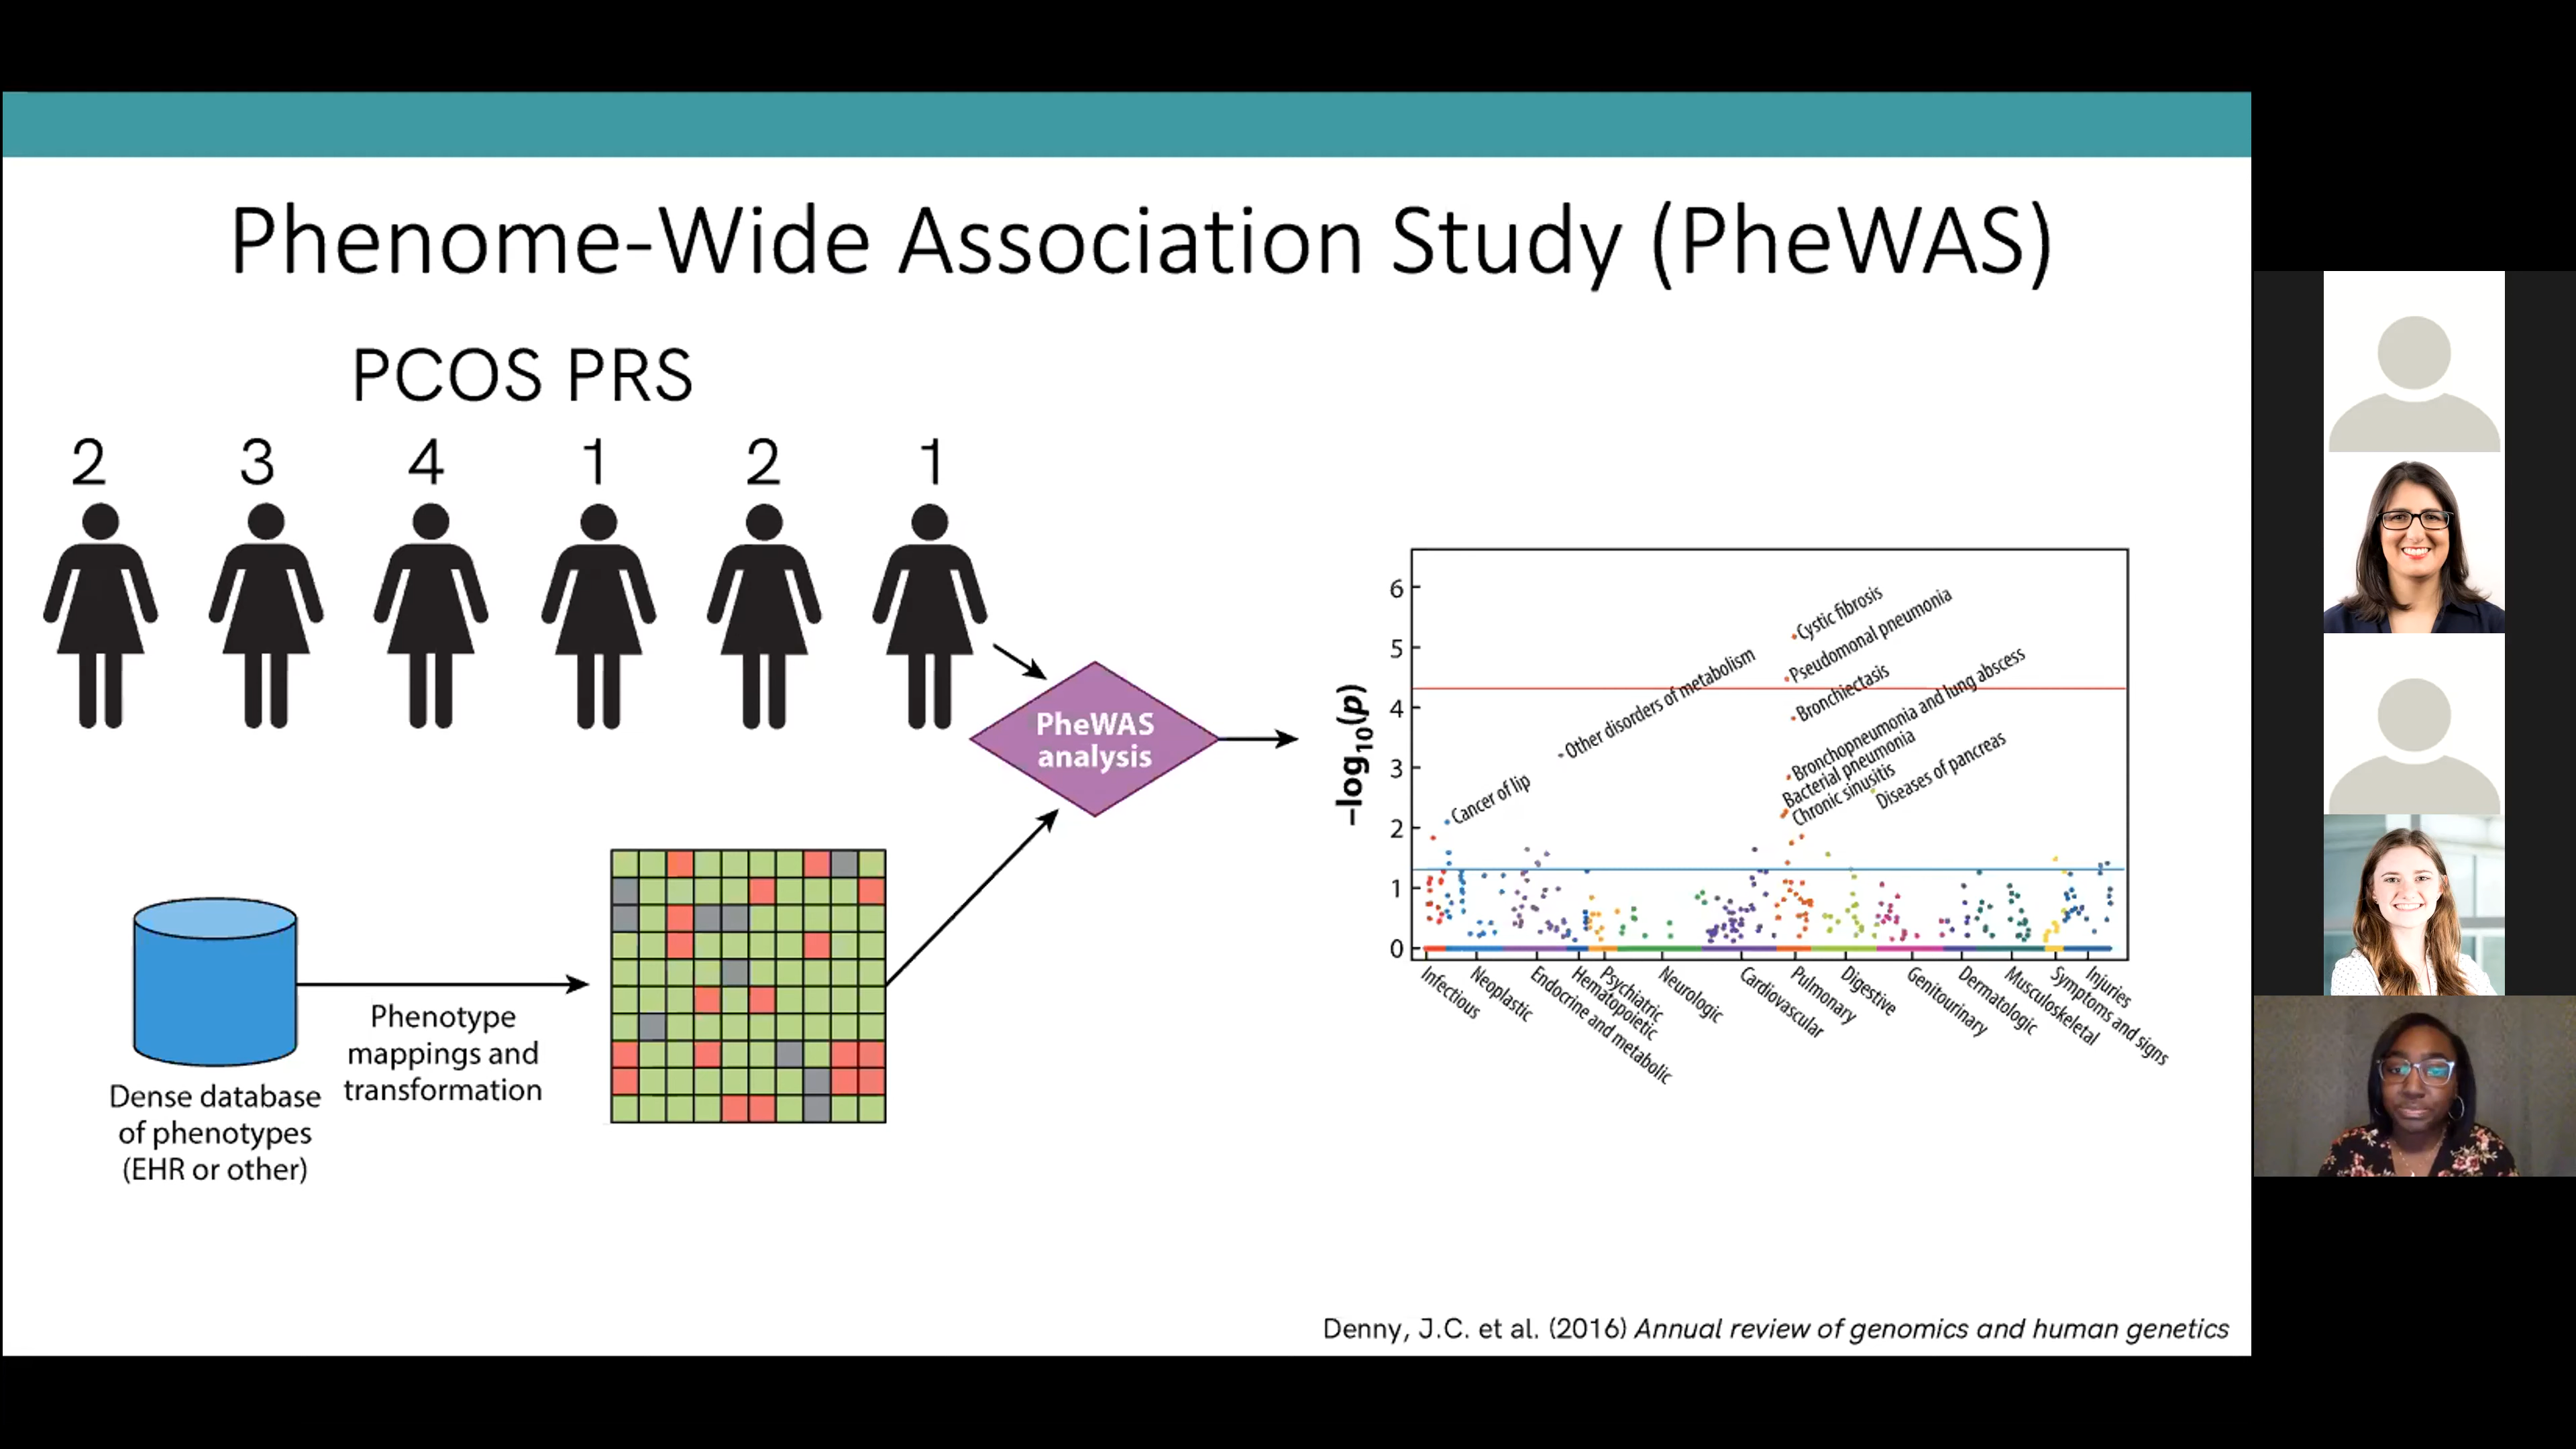 Phenome-Wide Association Study (PheWAS)
PCOS PRS
2 3 4 1 2 1
PheWAS
analysis
Dense database
of phenotypes
(EHR or other)
Phenotype
mappings and
transformation
−log10(p)
6
5
4
3
2
1
0
Cystic fibrosis
Pseudomonal pneumonia
Other disorders of metabolism
Bronchiectasis
Bronchopneumonia and lung abscess
Bacterial pneumonia
Chronic sinusitis
Diseases of pancreas
Cancer of lip
Infectious
Neoplastic
Endocrine and metabolic
Hematopoietic
Psychiatric
Neurologic
Cardiovascular
Pulmonary
Digestive
Genitourinary
Dermatologic
Musculoskeletal
Symptoms and signs
Injuries
Denny, J.C. et al. (2016) Annual review of genomics and human genetics